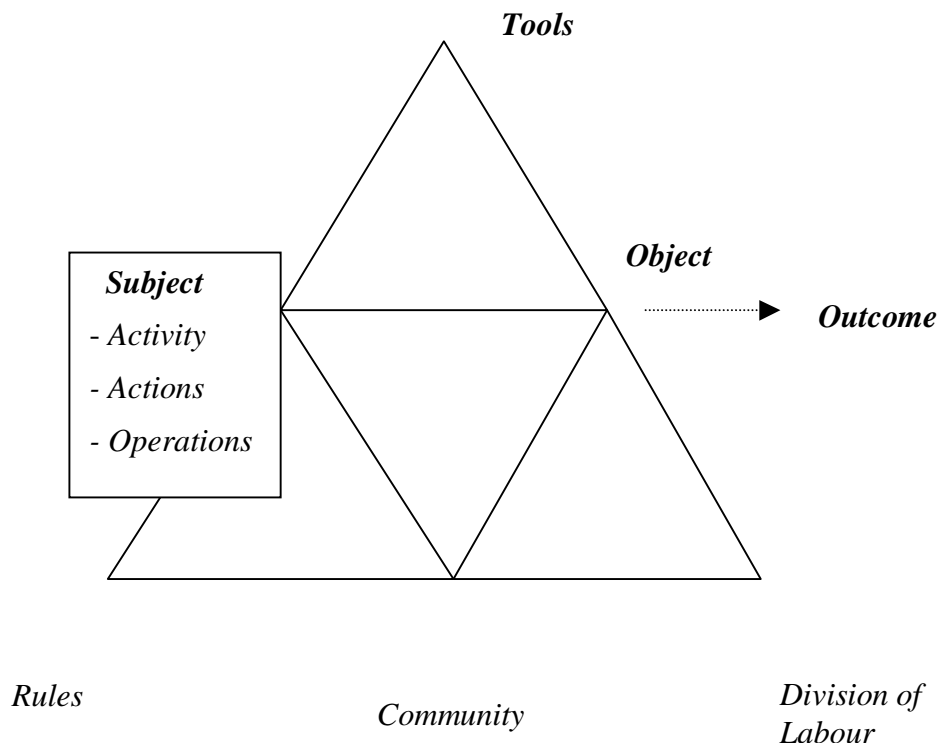 Tools
Object
Outcome
Subject
- Activity
- Actions
- Operations
Rules
Community
Division of
Labour